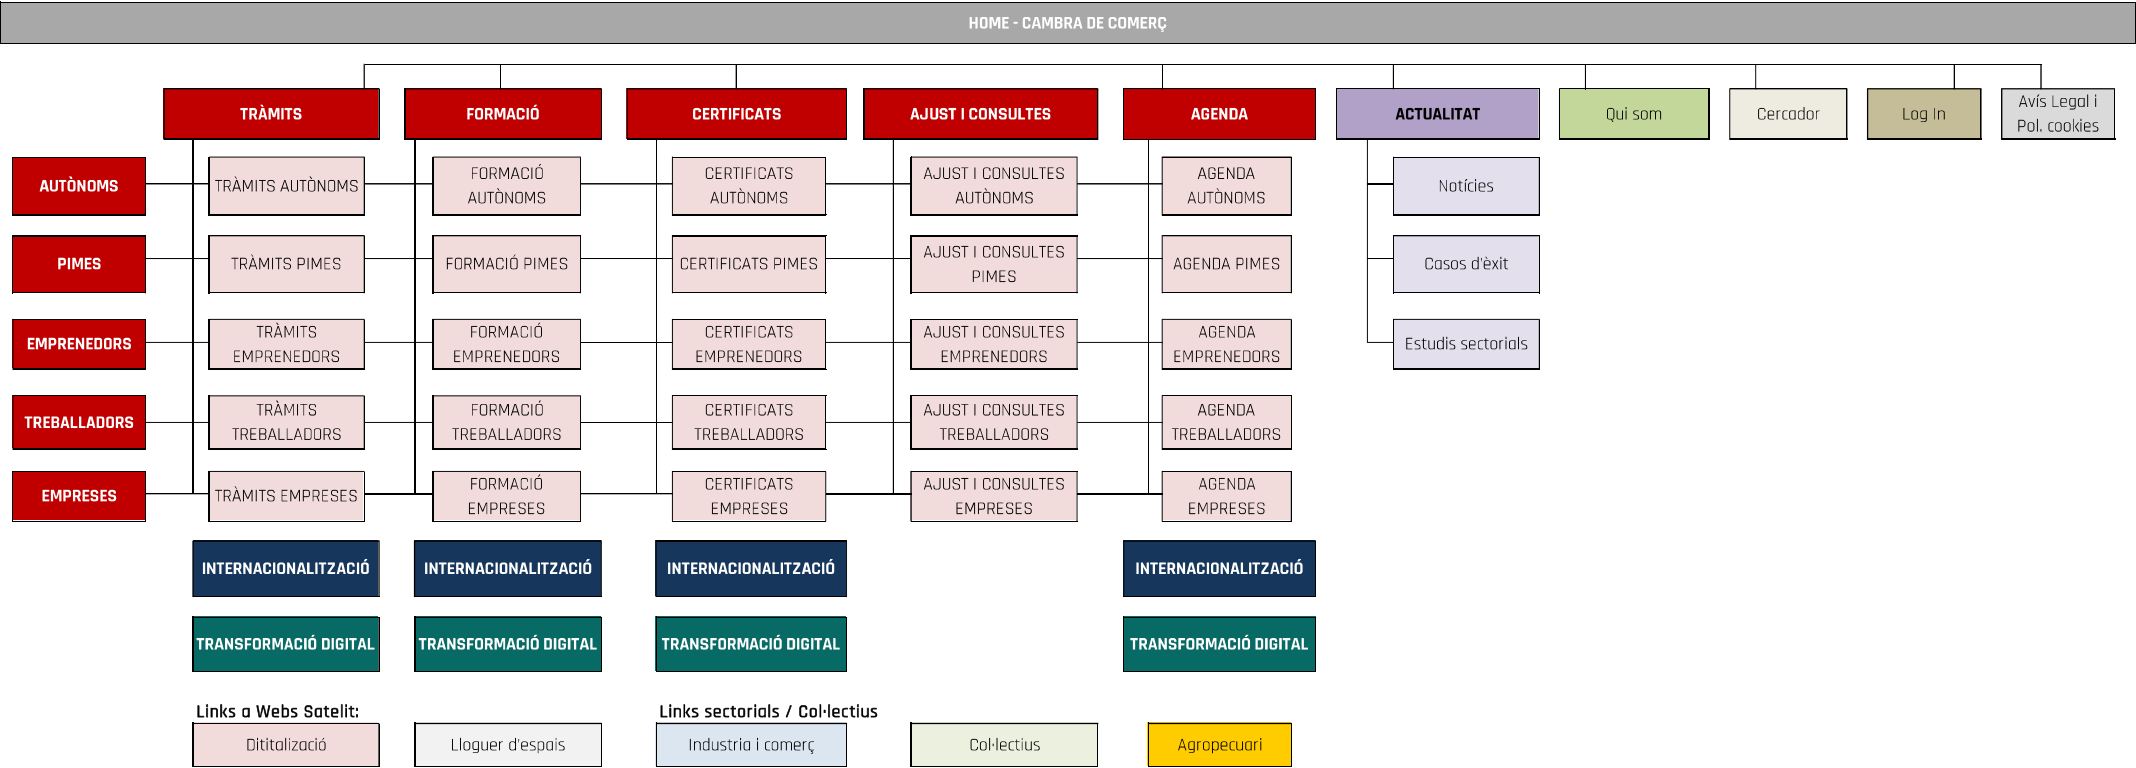 HOME - CAMBRA DE COMERÇ
TRÀMITS
FORMACIÓ
CERTIFICATS
AJUST I CONSULTES
AGENDA
ACTUALITAT
Qui som
Cercador
Log In
Avís Legal i
Pol. cookies
AUTÒNOMS
TRÀMITS AUTÒNOMS
FORMACIÓ
AUTÒNOMS
CERTIFICATS
AUTÒNOMS
AJUST I CONSULTES
AUTÒNOMS
AGENDA
AUTÒNOMS
Notícies
PIMES
TRÀMITS PIMES
FORMACIÓ PIMES
CERTIFICATS PIMES
AJUST I CONSULTES
PIMES
AGENDA PIMES
Casos d'èxit
EMPRENEDORS
TRÀMITS
EMPRENEDORS
FORMACIÓ
EMPRENEDORS
CERTIFICATS
EMPRENEDORS
AJUST I CONSULTES
EMPRENEDORS
AGENDA
EMPRENEDORS
Estudis sectorials
TREBALLADORS
TRÀMITS
TREBALLADORS
FORMACIÓ
TREBALLADORS
CERTIFICATS
TREBALLADORS
AJUST I CONSULTES
TREBALLADORS
AGENDA
TREBALLADORS
EMPRESES
TRÀMITS EMPRESES
FORMACIÓ
EMPRESES
CERTIFICATS
EMPRESES
AJUST I CONSULTES
EMPRESES
AGENDA
EMPRESES
INTERNACIONALITZACIÓ
INTERNACIONALITZACIÓ
INTERNACIONALITZACIÓ
INTERNACIONALITZACIÓ
TRANSFORMACIÓ DIGITAL
TRANSFORMACIÓ DIGITAL
TRANSFORMACIÓ DIGITAL
TRANSFORMACIÓ DIGITAL
Links a Webs Satelit:
Links sectorials / Col·lectius
Dititalizació
Lloguer d'espais
Industria i comerç
Col·lectius
Agropecuari